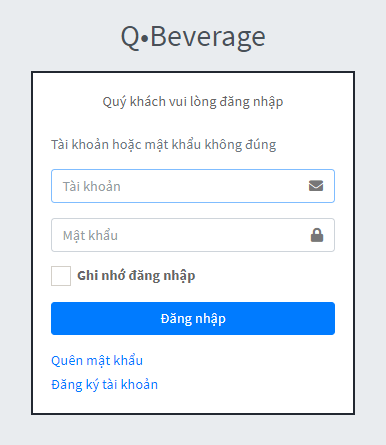 Q•Beverage
Quý khách vui lòng đăng nhập
Tài khoản hoặc mật khẩu không đúng
Tài khoản
Mật khẩu
Ghi nhớ đăng nhập
Đăng nhập
Quên mật khẩu
Đăng ký tài khoản